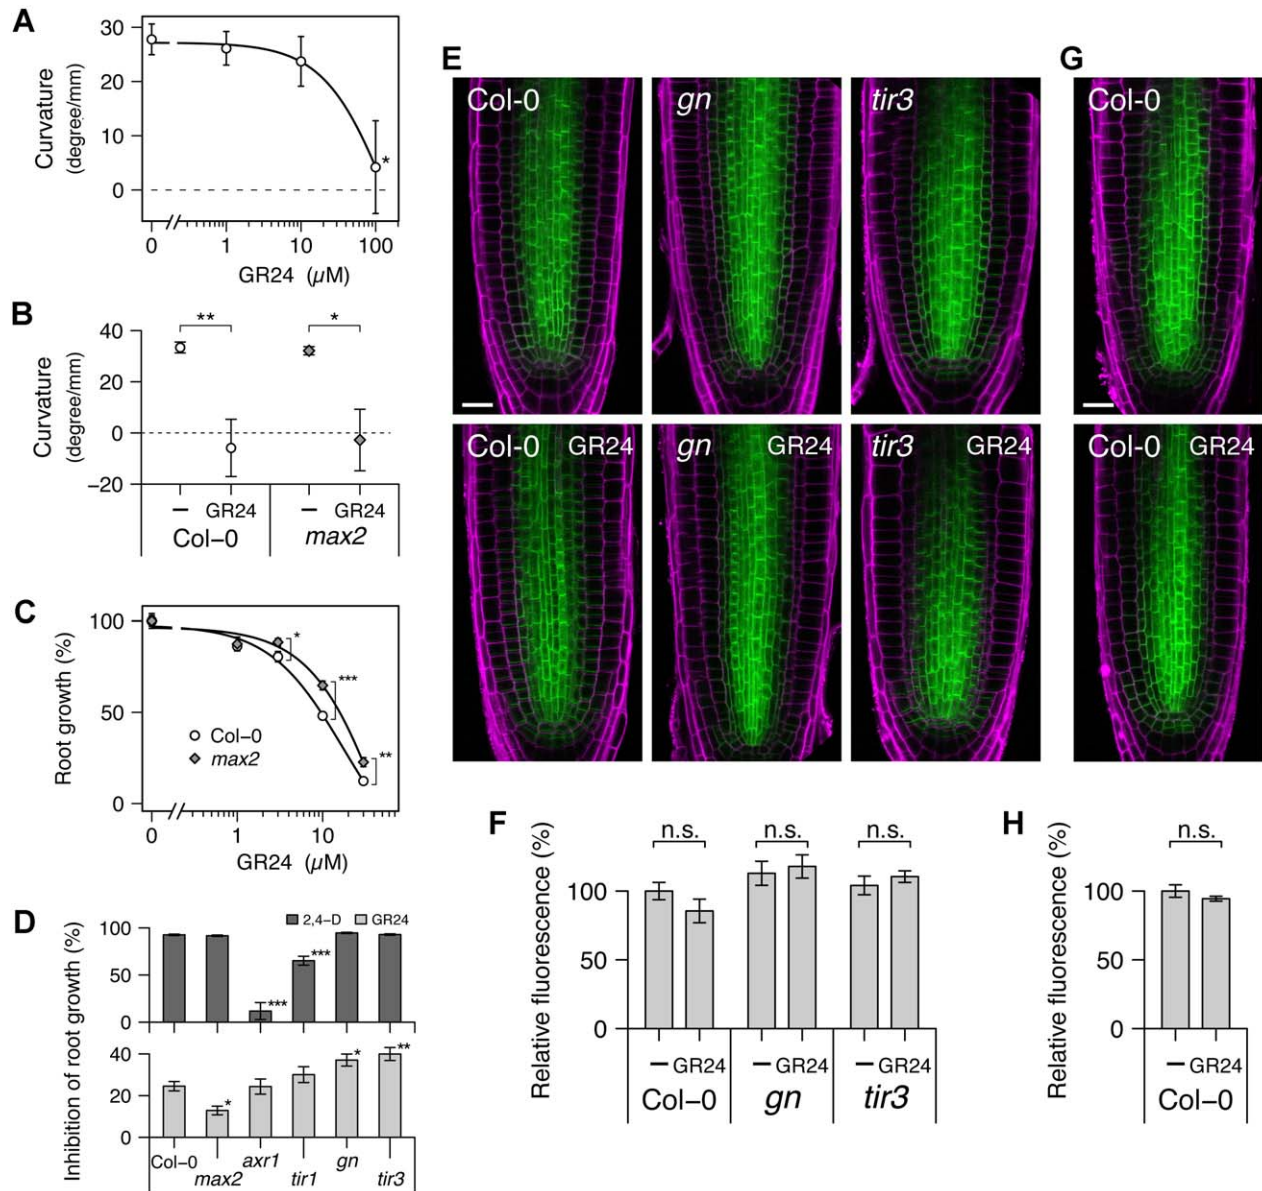 A
Curvature
(degree/mm)
30
20
10
0
0 1 10 100
*
GR24 (µM)
B
Curvature
(degree/mm)
40
20
0
−20
** *
– GR24 – GR24
Col−0 max2
C
Root growth (%)
100
50
0
*
***
**
Col−0
max2
0 1 10
GR24 (µM)
D
Inhibition of root growth (%)
2,4−D GR24
100
50
0
***
***
40
20
0
*
*
**
Col−0 max2 axr1 tir1 gn tir3
E
Col-0 gn tir3
Col-0 GR24 gn GR24 tir3 GR24
F
Relative fluorescence (%)
n.s. n.s. n.s.
100
50
0
– GR24 – GR24 – GR24
Col−0 gn tir3
G
Col-0
Col-0 GR24
H
Relative fluorescence (%)
n.s.
100
50
0
– GR24
Col−0